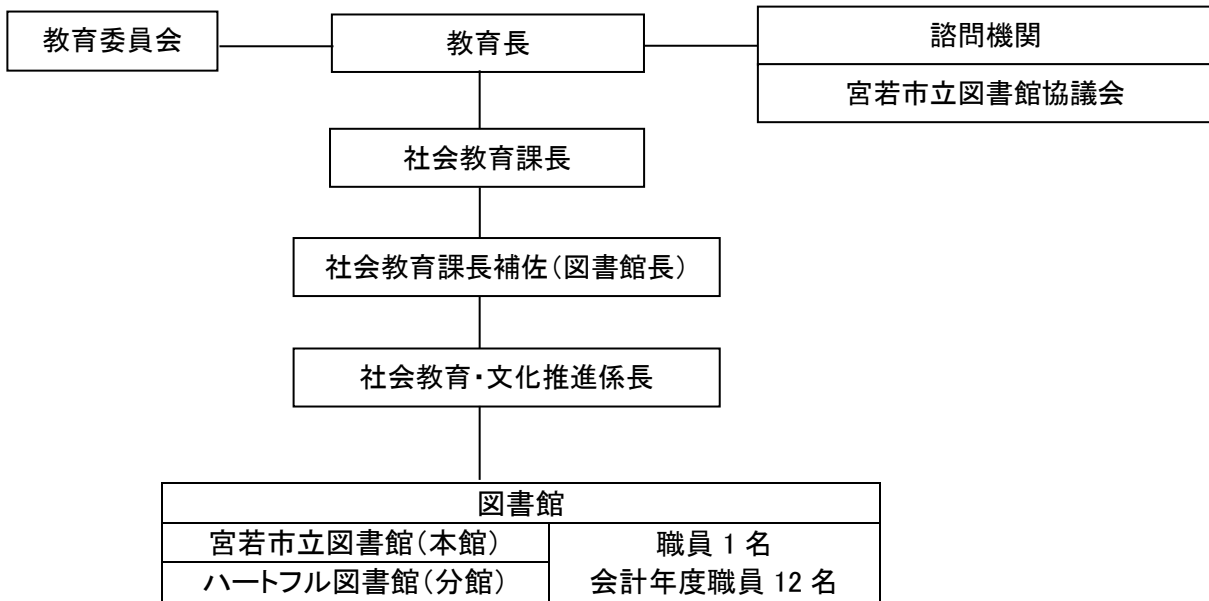 教育委員会
教育長
諮問機関
宮若市立図書館協議会
社会教育課長
社会教育課長補佐(図書館長)
社会教育・文化推進係長
図書館
宮若市立図書館(本館)
ハートフル図書館(分館)
職員 1 名
会計年度職員 12 名